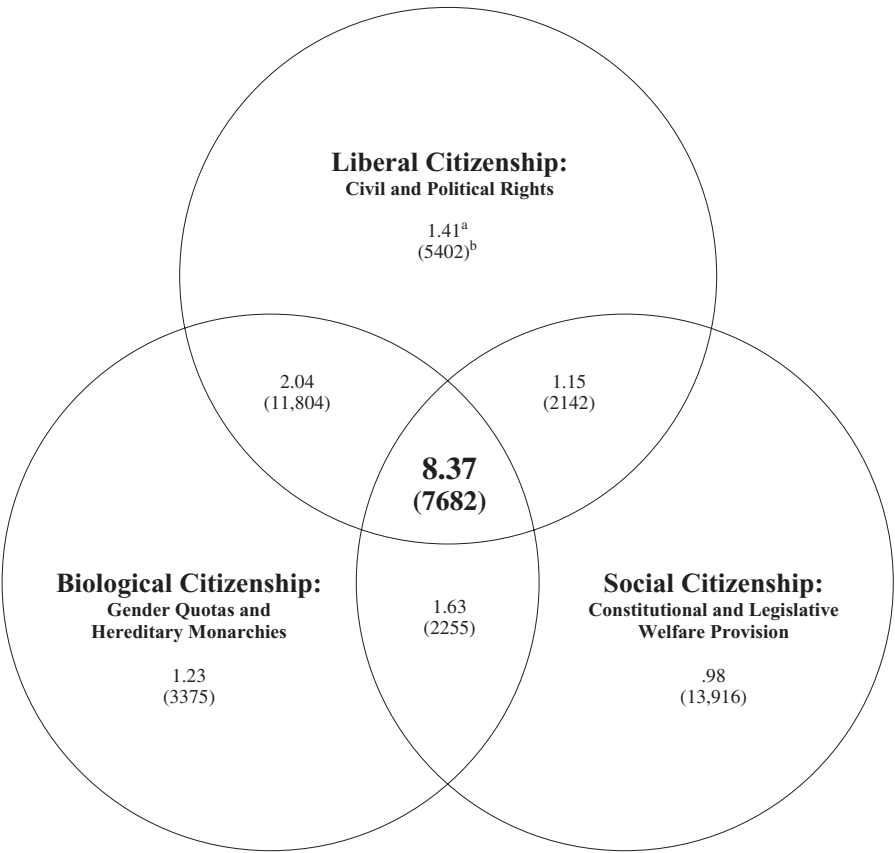 Liberal Citizenship:
Civil and Political Rights
1.41a
(5402)b
2.04
(11,804)
1.15
(2142)
8.37
(7682)
Biological Citizenship:
Gender Quotas and
Hereditary Monarchies
1.23
(3375)
1.63
(2255)
Social Citizenship:
Constitutional and Legislative
Welfare Provision
.98
(13,916)